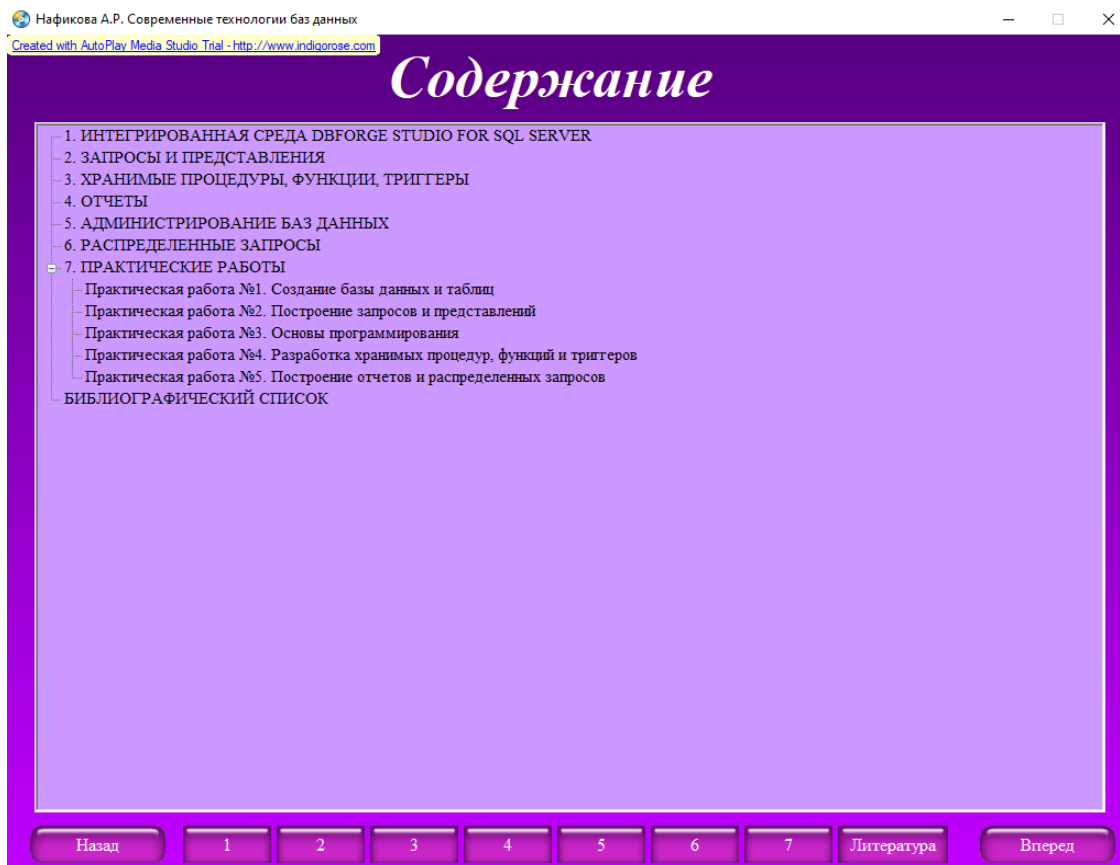 Нафикова А.Р. Современные технологии баз данных
Created with AutoPlay Media Studio Trial - http://www.indigorose.com
Содержание
1. ИНТЕГРИРОВАННАЯ СРЕДА DBFORGE STUDIO FOR SQL SERVER
2. ЗАПРОСЫ И ПРЕДСТАВЛЕНИЯ
3. ХРАНИМЫЕ ПРОЦЕДУРЫ, ФУНКЦИИ, ТРИГГЕРЫ
4. ОТЧЕТЫ
5. АДМИНИСТРИРОВАНИЕ БАЗ ДАННЫХ
6. РАСПРЕДЕЛЕННЫЕ ЗАПРОСЫ
7. ПРАКТИЧЕСКИЕ РАБОТЫ
Практическая работа №1. Создание базы данных и таблиц
Практическая работа №2. Построение запросов и представлений
Практическая работа №3. Основы программирования
Практическая работа №4. Разработка хранимых процедур, функций и триггеров
Практическая работа №5. Построение отчетов и распределенных запросов
БИБЛИОГРАФИЧЕСКИЙ СПИСОК
Назад 1 2 3 4 5 6 7 Литература Вперед